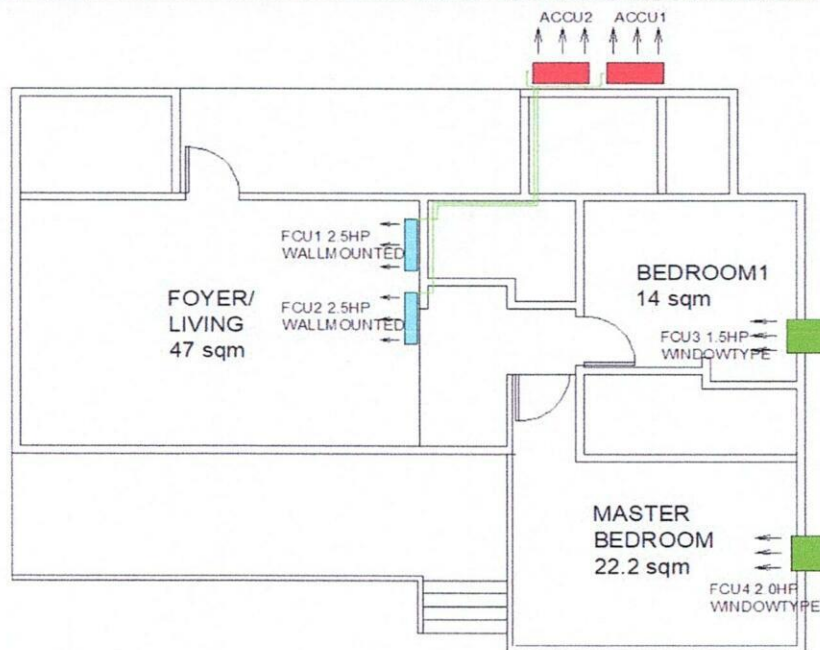 ACCU2
ACCU1
FCU1 2.5HP
WALLMOUNTED
FOYER/
LIVING
47 sqm
FCU2 2.5HP
WALLMOUNTED
BEDROOM1
14 sqm
FCU3 1.5HP
WINDOWTYPE
MASTER
BEDROOM
22.2 sqm
FCU4 2.0HP
WINDOWTYPE